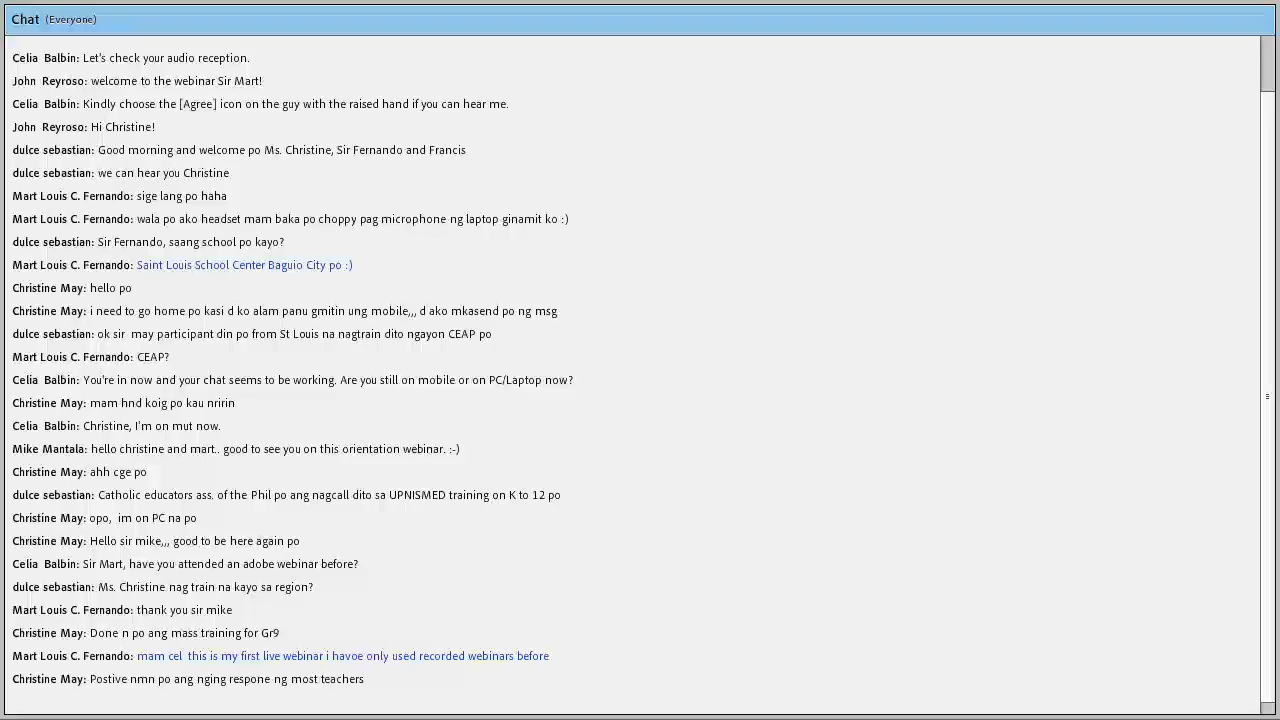 Chat (Everyone)
Celia Balbin: Let's check your audio reception.
John Reyroso: welcome to the webinar Sir Mart!
Celia Balbin: Kindly choose the [Agree] icon on the guy with the raised hand if you can hear me.
John Reyroso: Hi Christine!
dulce sebastian: Good morning and welcome po Ms. Christine, Sir Fernando and Francis
dulce sebastian: we can hear you Christine
Mart Louis C. Fernando: sige lang po haha
Mart Louis C. Fernando: wala po ako headset mam baka po choppy pag microphone ng laptop ginamit ko :)
dulce sebastian: Sir Fernando, saang school po kayo?
Mart Louis C. Fernando: Saint Louis School Center Baguio City po :)
Christine May: hello po
Christine May: i need to go home po kasi d ko alam panu gmitin ung mobile,,, d ako mkasend po ng msg
dulce sebastian: ok sir may participant din po from St Louis na nagtrain dito ngayon CEAP po
Mart Louis C. Fernando: CEAP?
Celia Balbin: You're in now and your chat seems to be working. Are you still on mobile or on PC/Laptop now?
Christine May: mam hnd koig po kau nririn
Celia Balbin: Christine, I'm on mut now.
Mike Mantala: hello christine and mart.. good to see you on this orientation webinar. :-)
Christine May: ahh cge po
dulce sebastian: Catholic educators ass. of the Phil po ang nagcall dito sa UPNISMED training on K to 12 po
Christine May: opo, im on PC na po
Christine May: Hello sir mike,,, good to be here again po
Celia Balbin: Sir Mart, have you attended an adobe webinar before?
dulce sebastian: Ms. Christine nag train na kayo sa region?
Mart Louis C. Fernando: thank you sir mike
Christine May: Done n po ang mass training for Gr9
Mart Louis C. Fernando: mam cel this is my first live webinar i havoe only used recorded webinars before
Christine May: Postive nmn po ang nging respone ng most teachers